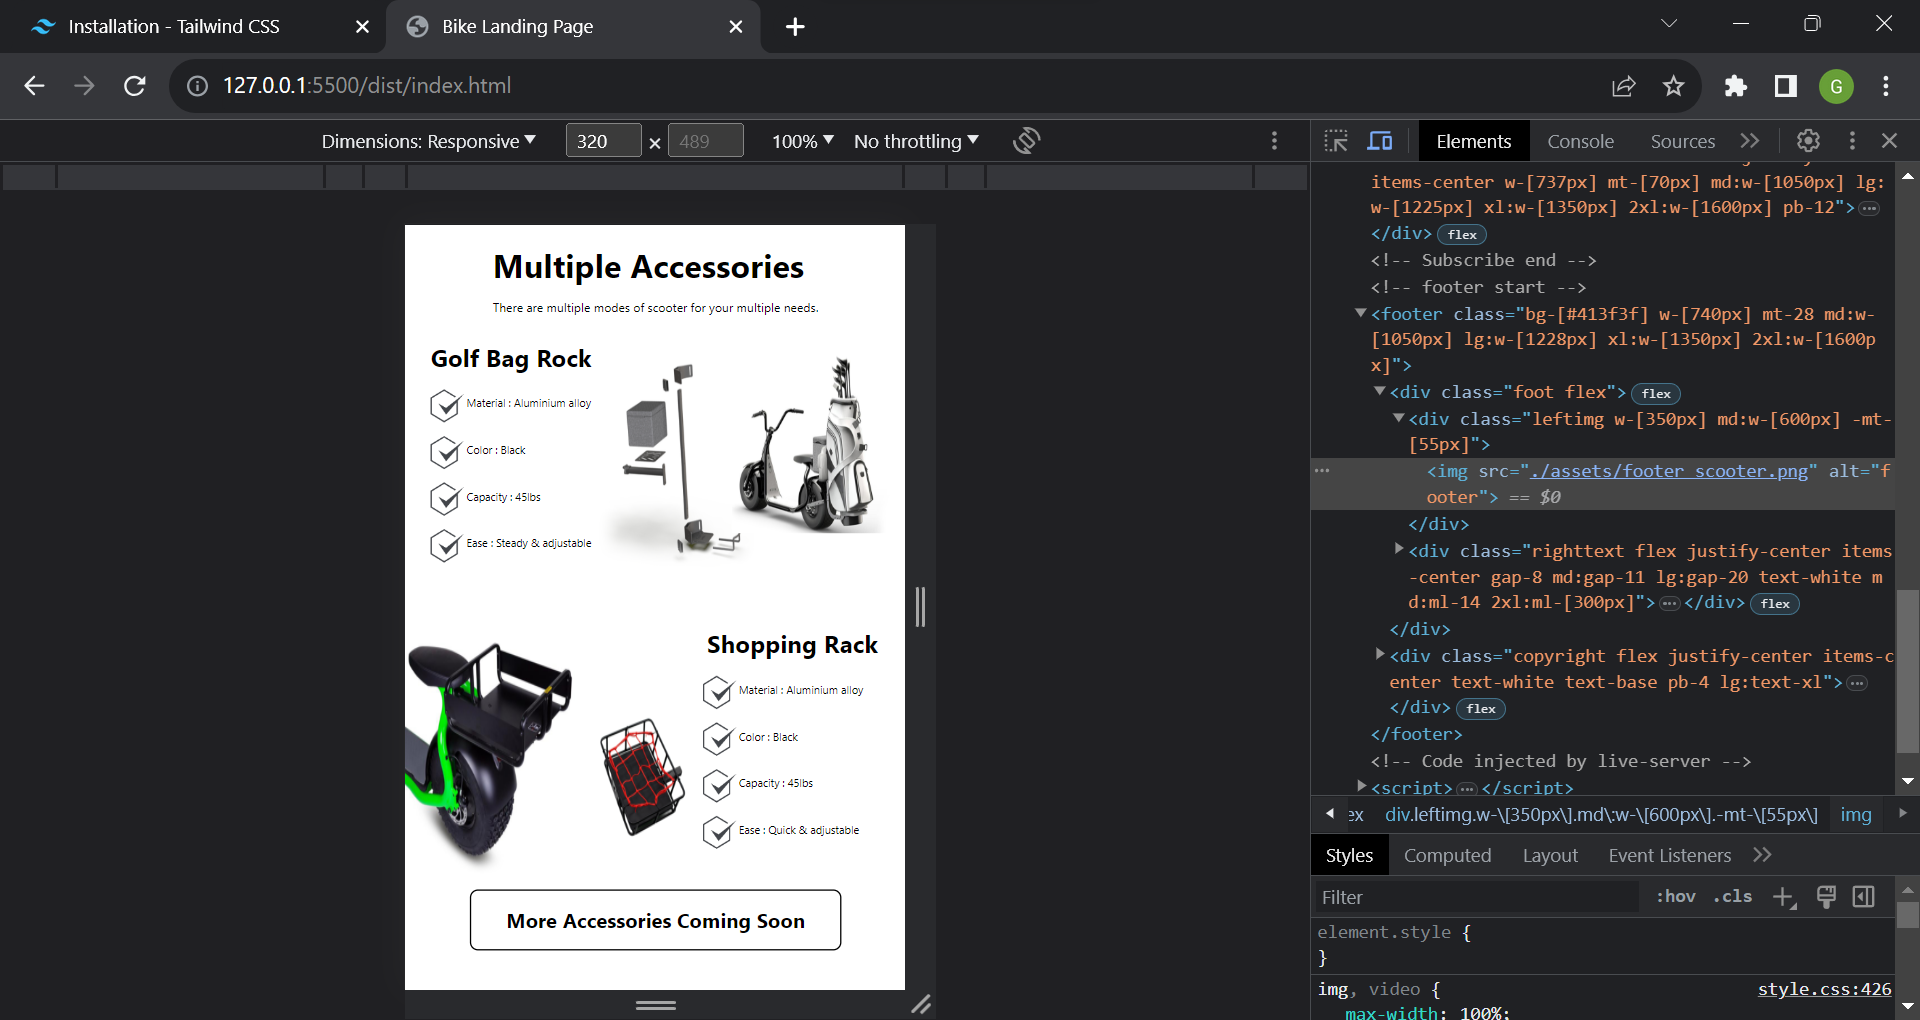 Installation - Tailwind CSS
Bike Landing Page
127.0.0.1:5500/dist/index.html
G
Dimensions: Responsive
320 × 489
100%
No throttling
Elements
Console
Sources
Multiple Accessories
There are multiple modes of scooter for your multiple needs.
Golf Bag Rock
Material : Aluminium alloy
Color : Black
Capacity : 45lbs
Ease : Steady & adjustable
Shopping Rack
Material : Aluminium alloy
Color : Black
Capacity : 45lbs
Ease : Quick & adjustable
More Accessories Coming Soon
items-center w-[737px] mt-[70px] md:w-[1050px] lg:
w-[1225px] xl:w-[1350px] 2xl:w-[1600px] pb-12">…
</div> flex
<!-- Subscribe end -->
<!-- footer start -->
<footer class="bg-[#413f3f] w-[740px] mt-28 md:w-
[1050px] lg:w-[1228px] xl:w-[1350px] 2xl:w-[1600p
x]">
<div class="foot flex"> flex
<div class="leftimg w-[350px] md:w-[600px] -mt-
[55px]">
<img src="./assets/footer_scooter.png" alt="f
ooter"> == $0
</div>
<div class="righttext flex justify-center items
-center gap-8 md:gap-11 lg:gap-20 text-white m
d:ml-14 2xl:ml-[300px]">…</div> flex
</div>
<div class="copyright flex justify-center items-c
enter text-white text-base pb-4 lg:text-xl">…
</div> flex
</footer>
<!-- Code injected by live-server -->
<script>…</script>
ex div.leftimg.w-\[350px\].md\:w-\[600px\].-mt-\[55px\] img
Styles
Computed
Layout
Event Listeners
Filter
:hov .cls
element.style {
}
img, video { style.css:426
max-width: 100%;